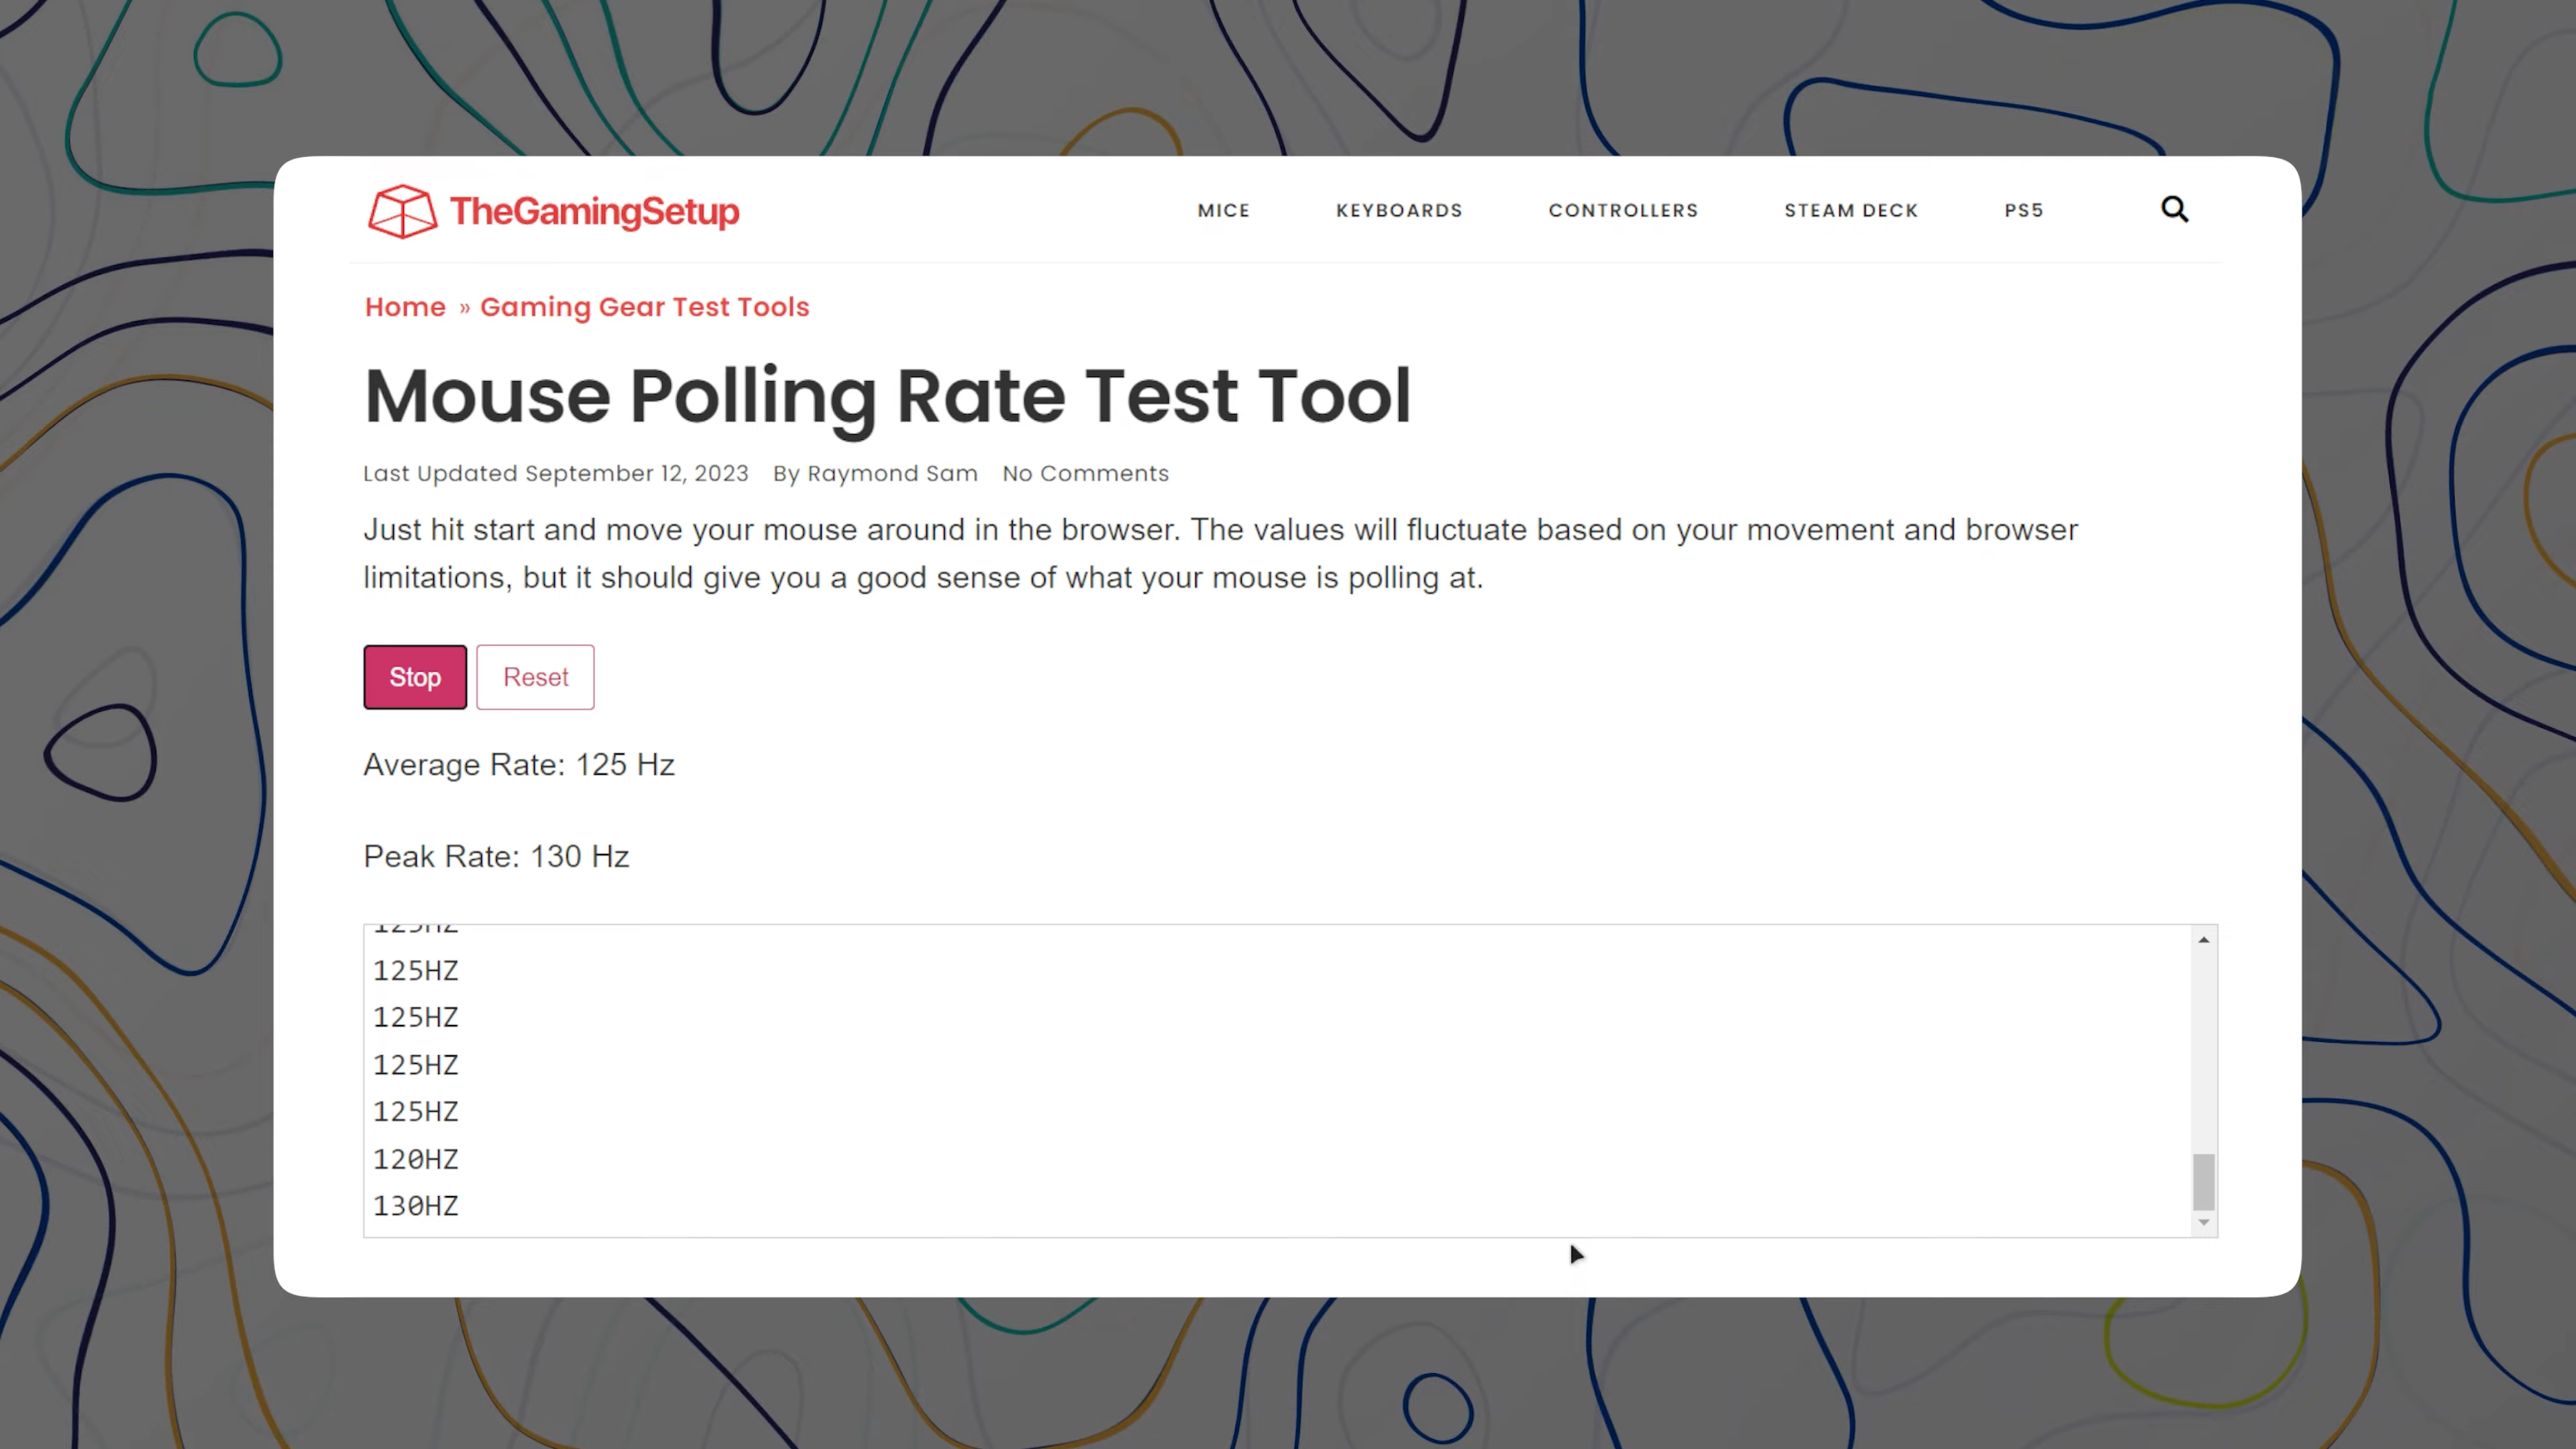 TheGamingSetup
MICE KEYBOARDS CONTROLLERS STEAM DECK PS5
Home » Gaming Gear Test Tools
Mouse Polling Rate Test Tool
Last Updated September 12, 2023 By Raymond Sam No Comments
Just hit start and move your mouse around in the browser. The values will fluctuate based on your movement and browser
limitations, but it should give you a good sense of what your mouse is polling at.
Stop Reset
Average Rate: 125 Hz
Peak Rate: 130 Hz
125HZ
125HZ
125HZ
125HZ
125HZ
120HZ
130HZ